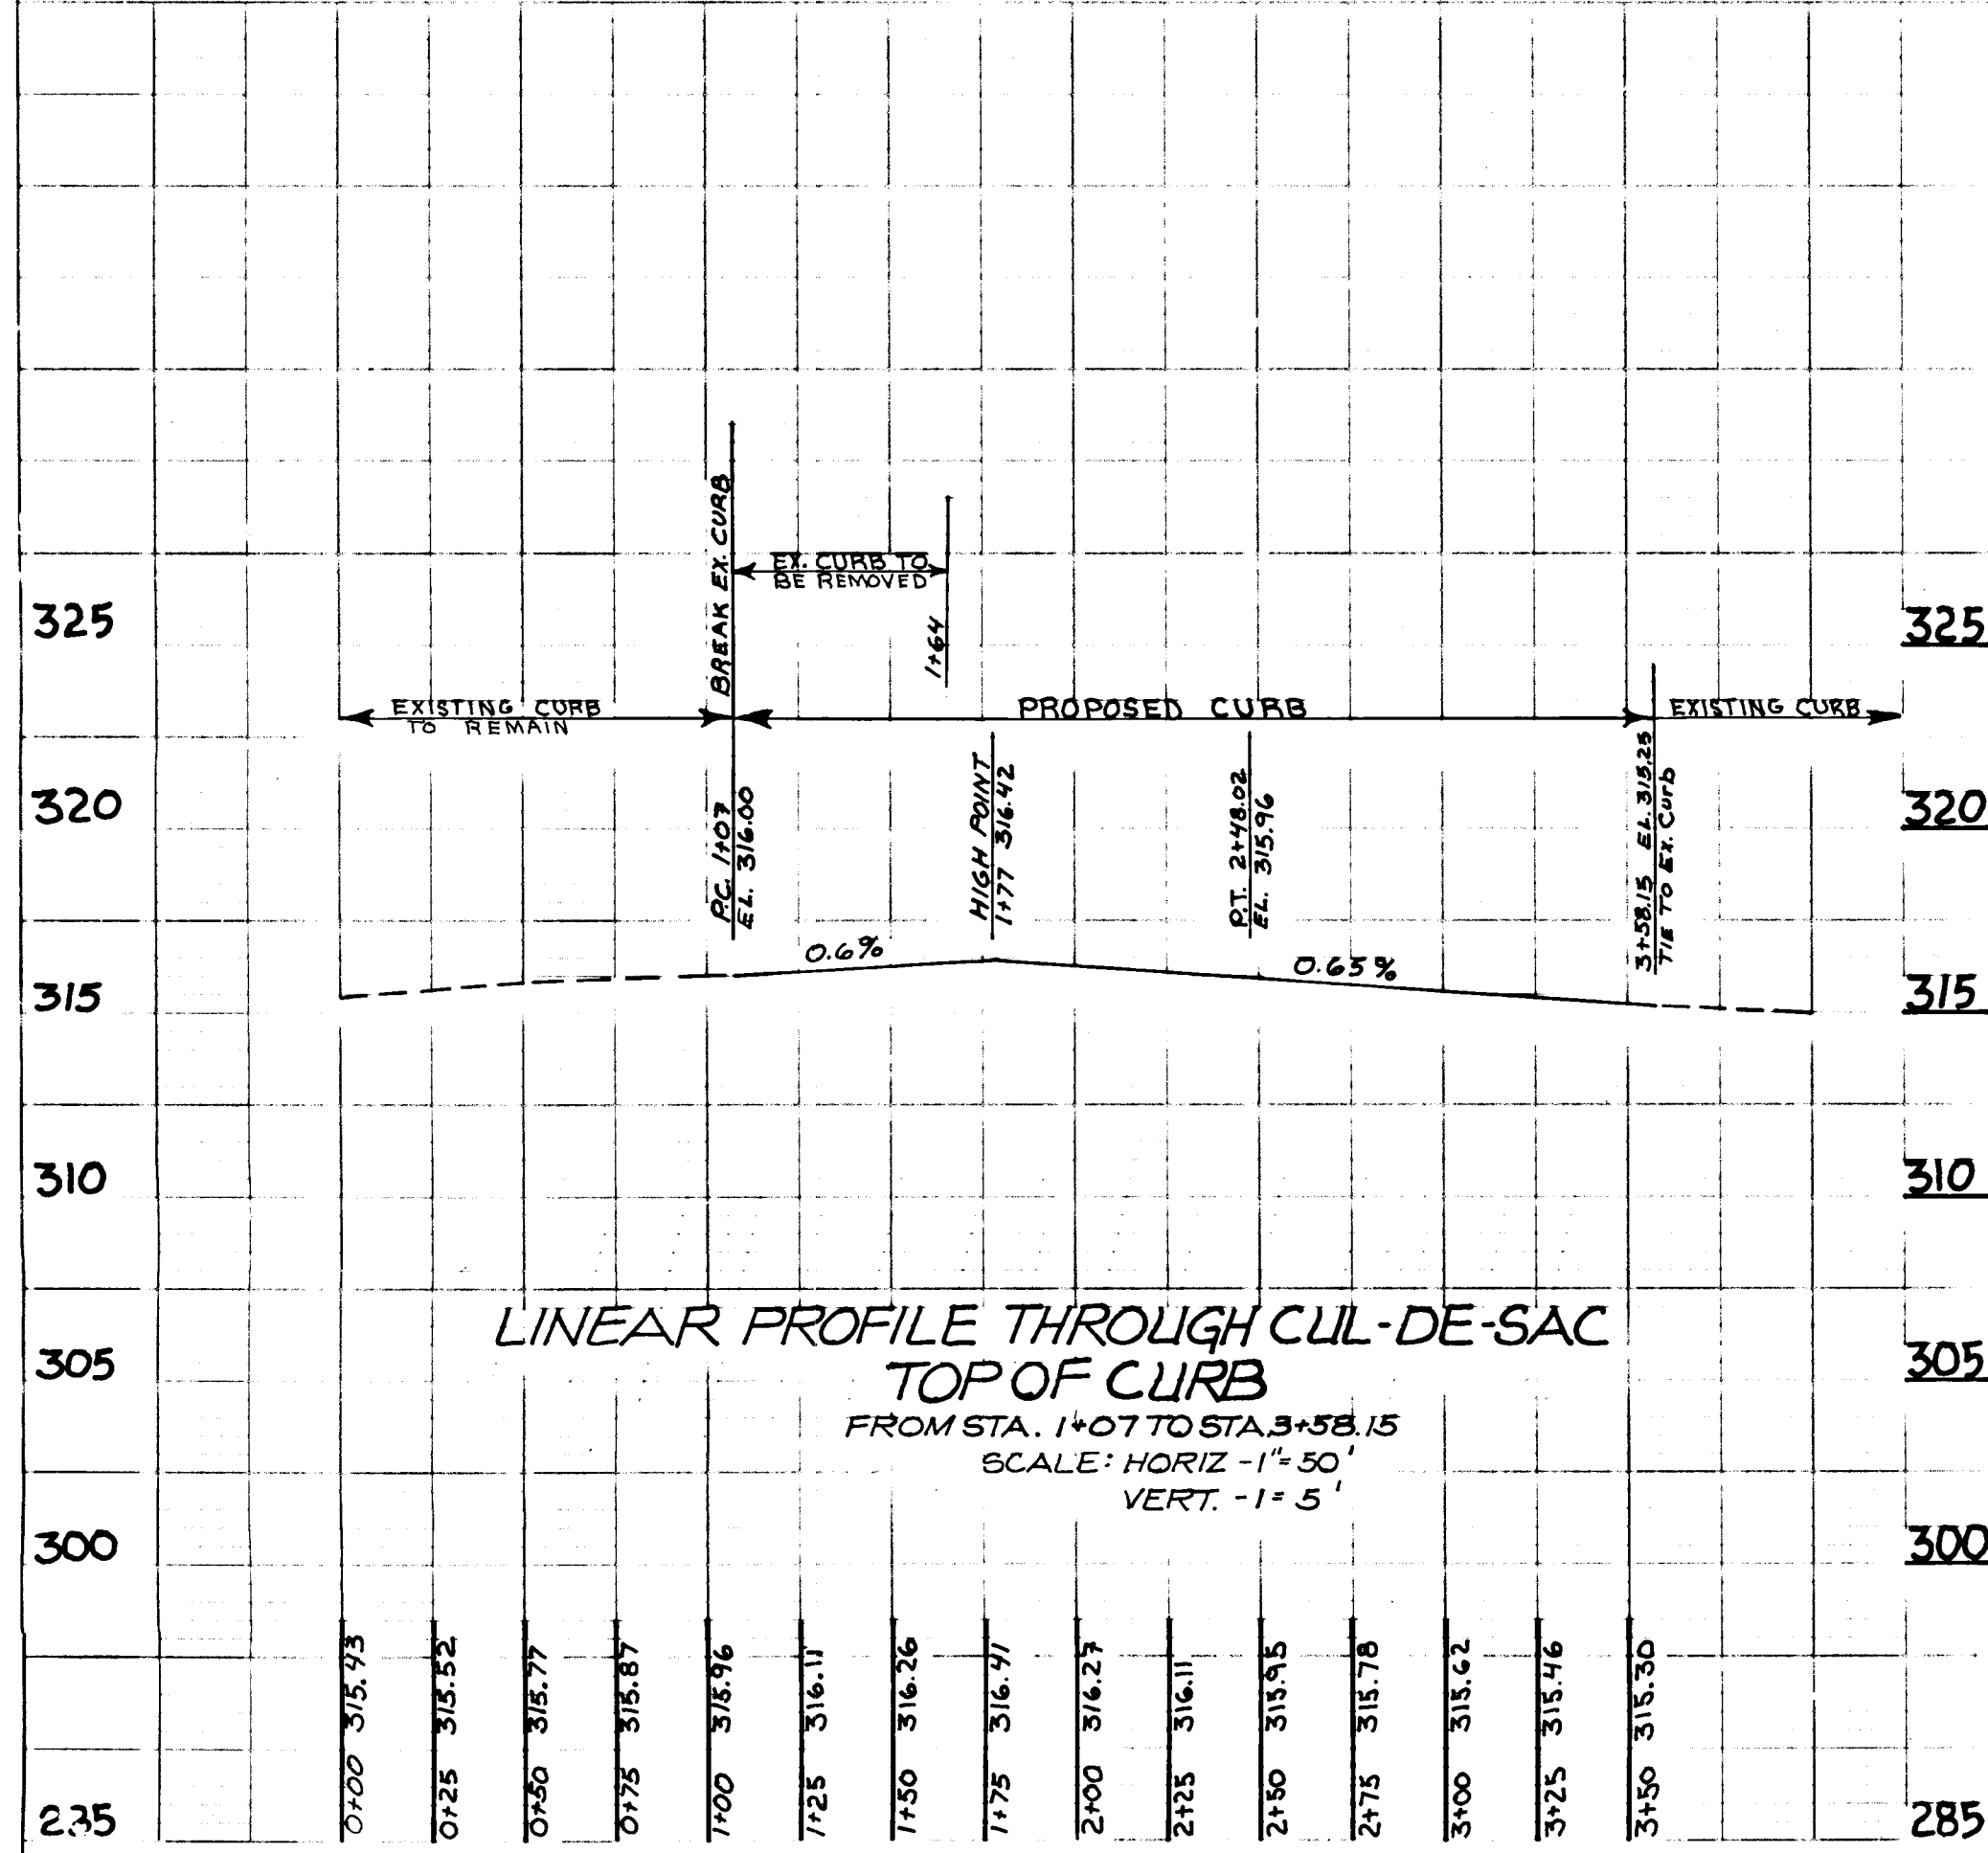 BREAK EX. CURB
EX. CURB TO
BE REMOVED
1+64
325
325
EXISTING CURB
TO REMAIN
PROPOSED CURB
EXISTING CURB
320
320
P.C. 1+07
EL. 316.00
HIGH POINT
1+77 316.42
P.T. 2+48.02
EL. 315.96
3+58.15 EL. 315.25
TIE TO EX. Curb
0.6%
0.65%
315
315
310
310
LINEAR PROFILE THROUGH CUL-DE-SAC
TOP OF CURB
305
305
FROM STA. 1+07 TO STA. 3+58.15
SCALE: HORIZ - 1" = 50'
VERT. - 1 = 5'
300
300
0+00 315.43
0+25 315.52
0+50 315.77
0+75 315.87
1+00 315.96
1+25 316.11
1+50 316.26
1+75 316.41
2+00 316.27
2+25 316.11
2+50 315.95
2+75 315.78
3+00 315.62
3+25 315.46
3+50 315.30
285